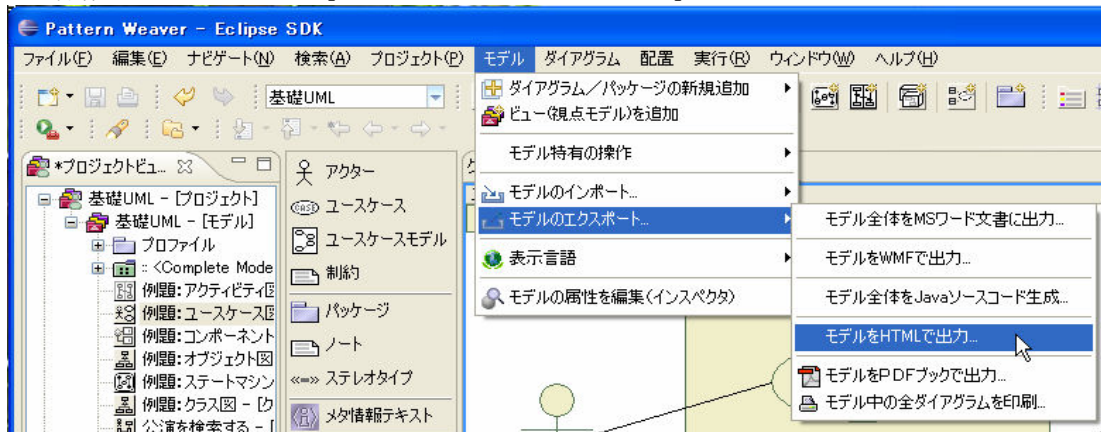 Pattern Weaver - Eclipse SDK
ファイル(F) 編集(E) ナビゲート(N) 検索(A) プロジェクト(P) モデル ダイアグラム 配置 実行(R) ウィンドウ(W) ヘルプ(H)
基礎UML
*プロジェクトビュ...
基礎UML - [プロジェクト]
基礎UML - [モデル]
プロファイル
:: <Complete Mode
例題:アクティビティ図
例題:ユースケース図
例題:コンポーネント
例題:オブジェクト図
例題:ステートマシン
例題:クラス図 - [ク
公演を検索する - [
アクター
ユースケース
ユースケースモデル
制約
パッケージ
ノート
«=» ステレオタイプ
メタ情報テキスト
ダイアグラム／パッケージの新規追加
ビュー(視点モデル)を追加
モデル特有の操作
モデルのインポート...
モデルのエクスポート...
表示言語
モデルの属性を編集(インスペクタ)
モデル全体をMSワード文書に出力...
モデルをWMFで出力...
モデル全体をJavaソースコード生成...
モデルをHTMLで出力...
モデルをPDFブックで出力...
モデル中の全ダイアグラムを印刷...